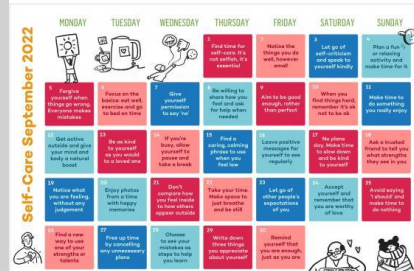 Self-Care September 2022
MONDAY TUESDAY WEDNESDAY THURSDAY FRIDAY SATURDAY SUNDAY
1
Find time for
self-care. It's
not selfish, it's
essential
2
Notice the
things you do
well, however
small
3
Let go of
self-criticism
and speak to
yourself kindly
4
Plan a fun
or relaxing
activity and
make time for it
5
Forgive
yourself when
things go wrong.
Everyone makes
mistakes
6
Focus on the
basics: eat well,
exercise and go
to bed on time
7
Give
yourself
permission
to say 'no'
8
Be willing to
share how you
feel and ask
for help when
needed
9
Aim to be good
enough, rather
than perfect
10
When you
find things hard,
remember it's ok
not to be ok
11
Make time to
do something
you really enjoy
12
Get active
outside and give
your mind and
body a natural
boost
13
Be as kind
to yourself
as you would
to a loved one
14
If you're
busy, allow
yourself to
pause and
take a break
15
Find a
caring, calming
phrase to use
when you
feel low
16
Leave positive
messages for
yourself to see
regularly
17
No plans
day. Make time
to slow down
and be kind
to yourself
18
Ask a trusted
friend to tell you
what strengths
they see in you
19
Notice what
you are feeling,
without any
judgement
20
Enjoy photos
from a time
with happy
memories
21
Don't
compare how
you feel inside
to how others
appear outside
22
Take your time.
Make space to
just breathe
and be still
23
Let go of
other people's
expectations
of you
24
Accept
yourself and
remember that
you are worthy
of love
25
Avoid saying
'I should' and
make time to
do nothing
26
Find a new
way to use
one of your
strengths or
talents
27
Free up time by
cancelling any
unnecessary
plans
28
Choose
to see your
mistakes as
steps to help
you learn
29
Write down
three things
you appreciate
about yourself
30
Remind
yourself that
you are enough,
just as you are